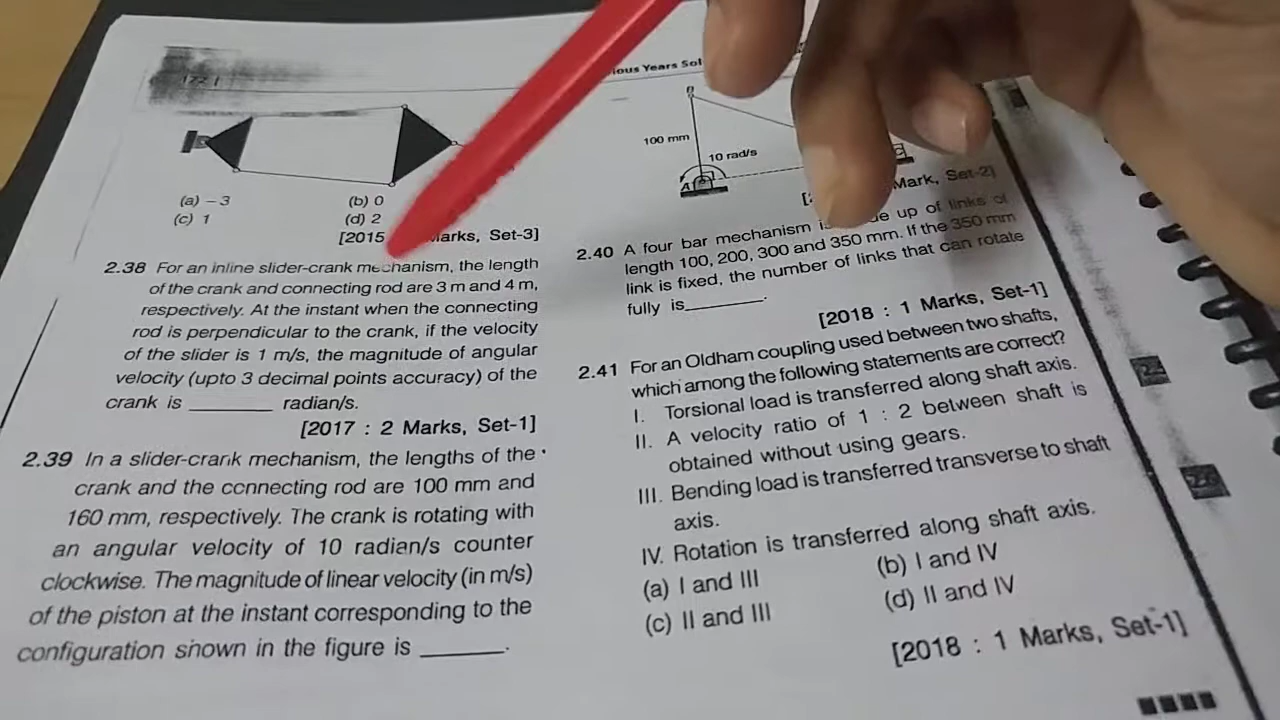 ious Years Sol
(a) – 3
(b) 0
(c) 1
(d) 2
[2015
arks, Set-3]
2.38 For an inline slider-crank mechanism, the length
of the crank and connecting rod are 3 m and 4 m,
respectively. At the instant when the connecting
rod is perpendicular to the crank, if the velocity
of the slider is 1 m/s, the magnitude of angular
velocity (upto 3 decimal points accuracy) of the
crank is ________ radian/s.
[2017 : 2 Marks, Set-1]
2.39 In a slider-crank mechanism, the lengths of the
crank and the connecting rod are 100 mm and
160 mm, respectively. The crank is rotating with
an angular velocity of 10 radian/s counter
clockwise. The magnitude of linear velocity (in m/s)
of the piston at the instant corresponding to the
configuration shown in the figure is ________.
B
100 mm
10 rad/s
A
C
Mark, Set-2]
2.40 A four bar mechanism is de up of links of
length 100, 200, 300 and 350 mm. If the 350 mm
link is fixed, the number of links that can rotate
fully is________.
[2018 : 1 Marks, Set-1]
2.41 For an Oldham coupling used between two shafts,
which among the following statements are correct?
I. Torsional load is transferred along shaft axis.
II. A velocity ratio of 1 : 2 between shaft is
obtained without using gears.
III. Bending load is transferred transverse to shaft
axis.
IV. Rotation is transferred along shaft axis.
(a) I and III
(b) I and IV
(c) II and III
(d) II and IV
[2018 : 1 Marks, Set-1]